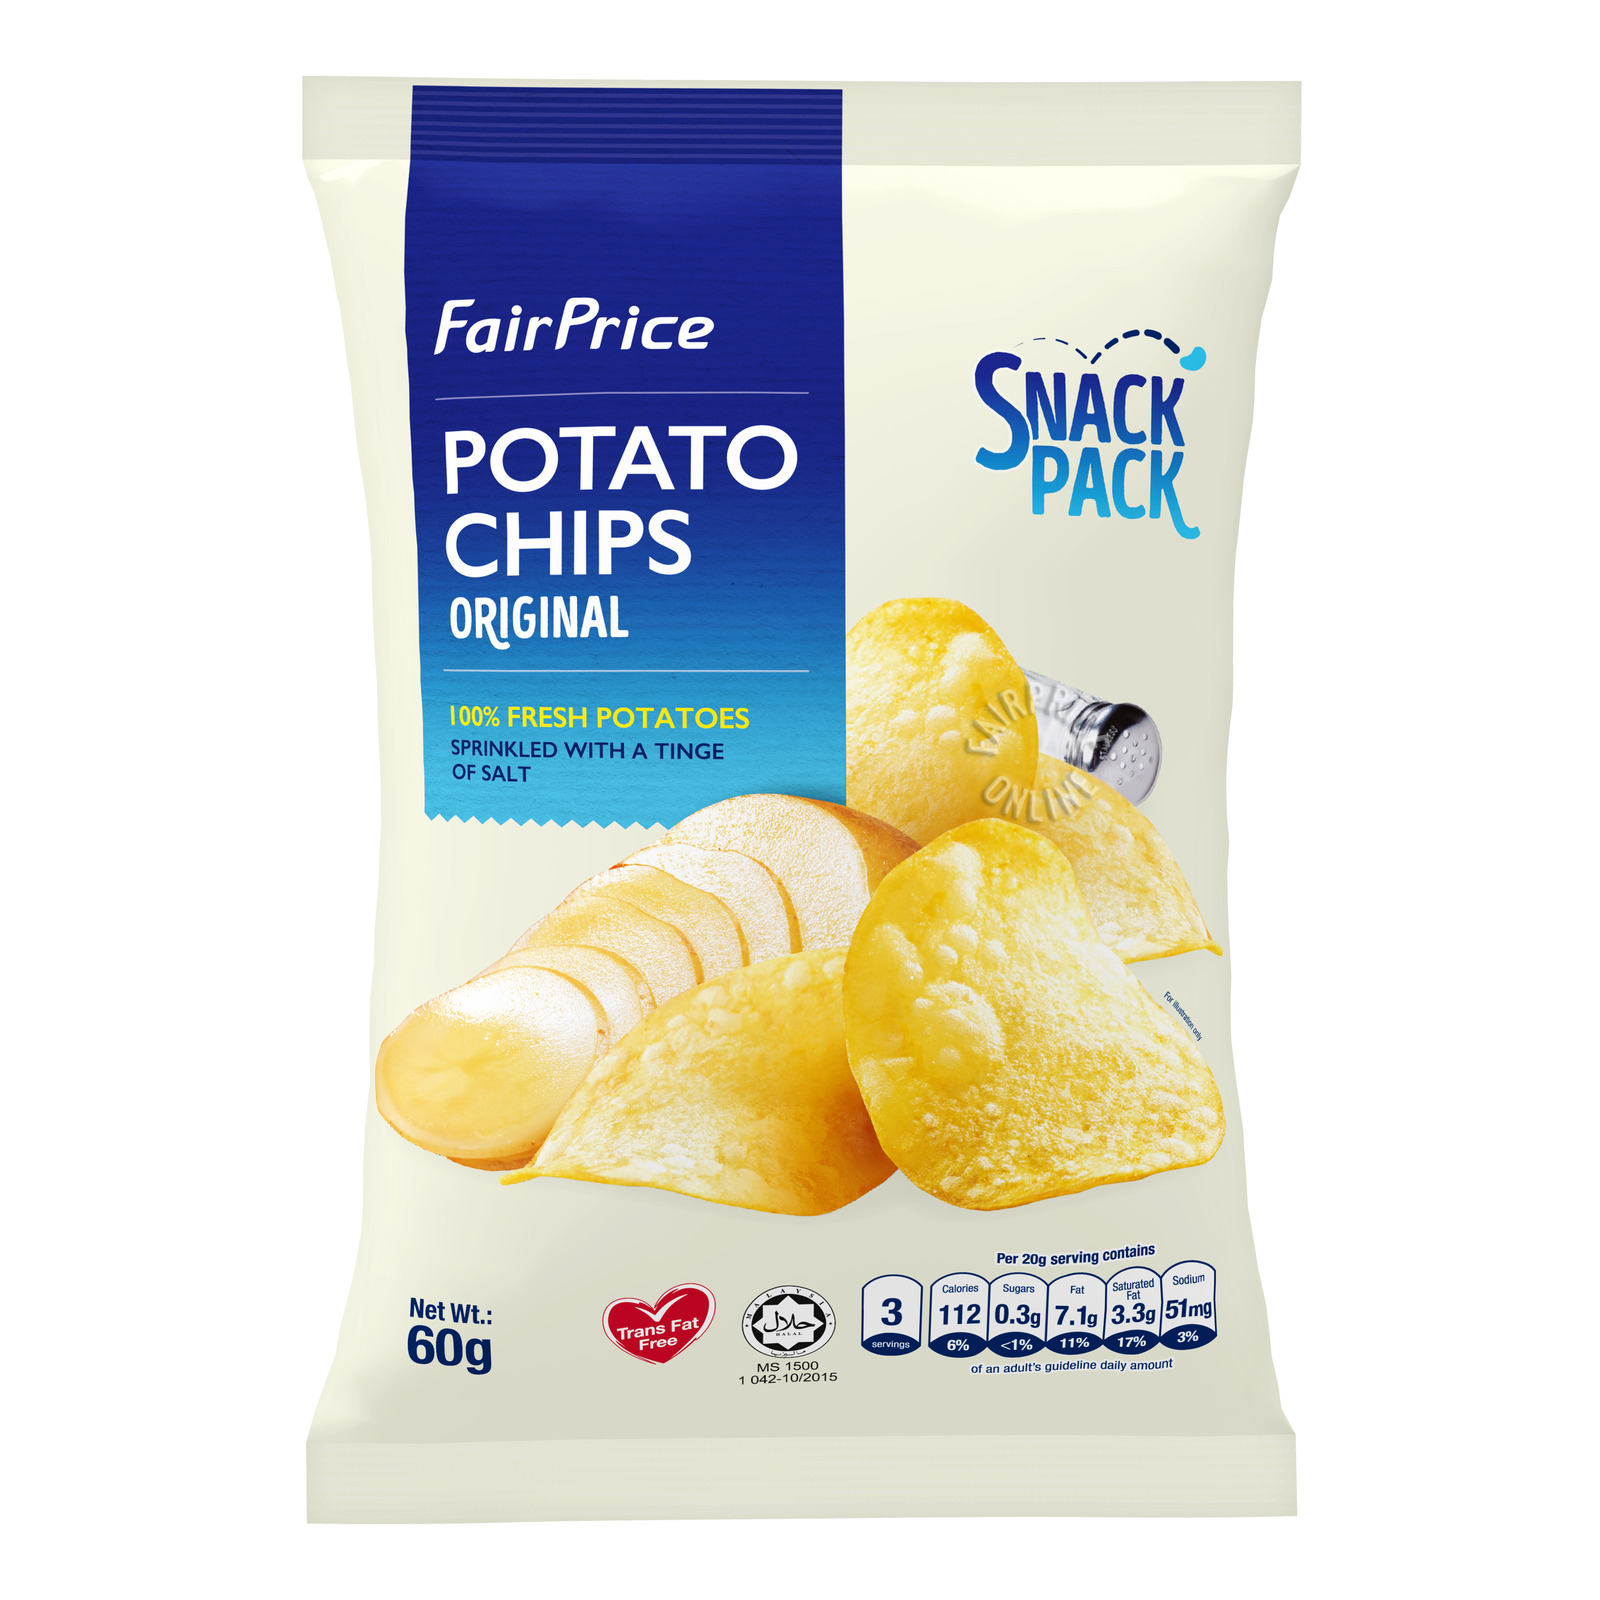 FairPrice
POTATO
CHIPS
ORIGINAL
100% FRESH POTATOES
SPRINKLED WITH A TINGE
OF SALT
SNACK
PACK
FAIRPRICE
ONLINE
For illustration only
Net Wt.:
60g
Trans Fat
Free
MALAYSIA
حلال
HALAL
MS 1500
1 042-10/2015
Per 20g serving contains
3
servings
Calories
112
6%
Sugars
0.3g
<1%
Fat
7.1g
11%
Saturated
Fat
3.3g
17%
Sodium
51mg
3%
of an adult's guideline daily amount